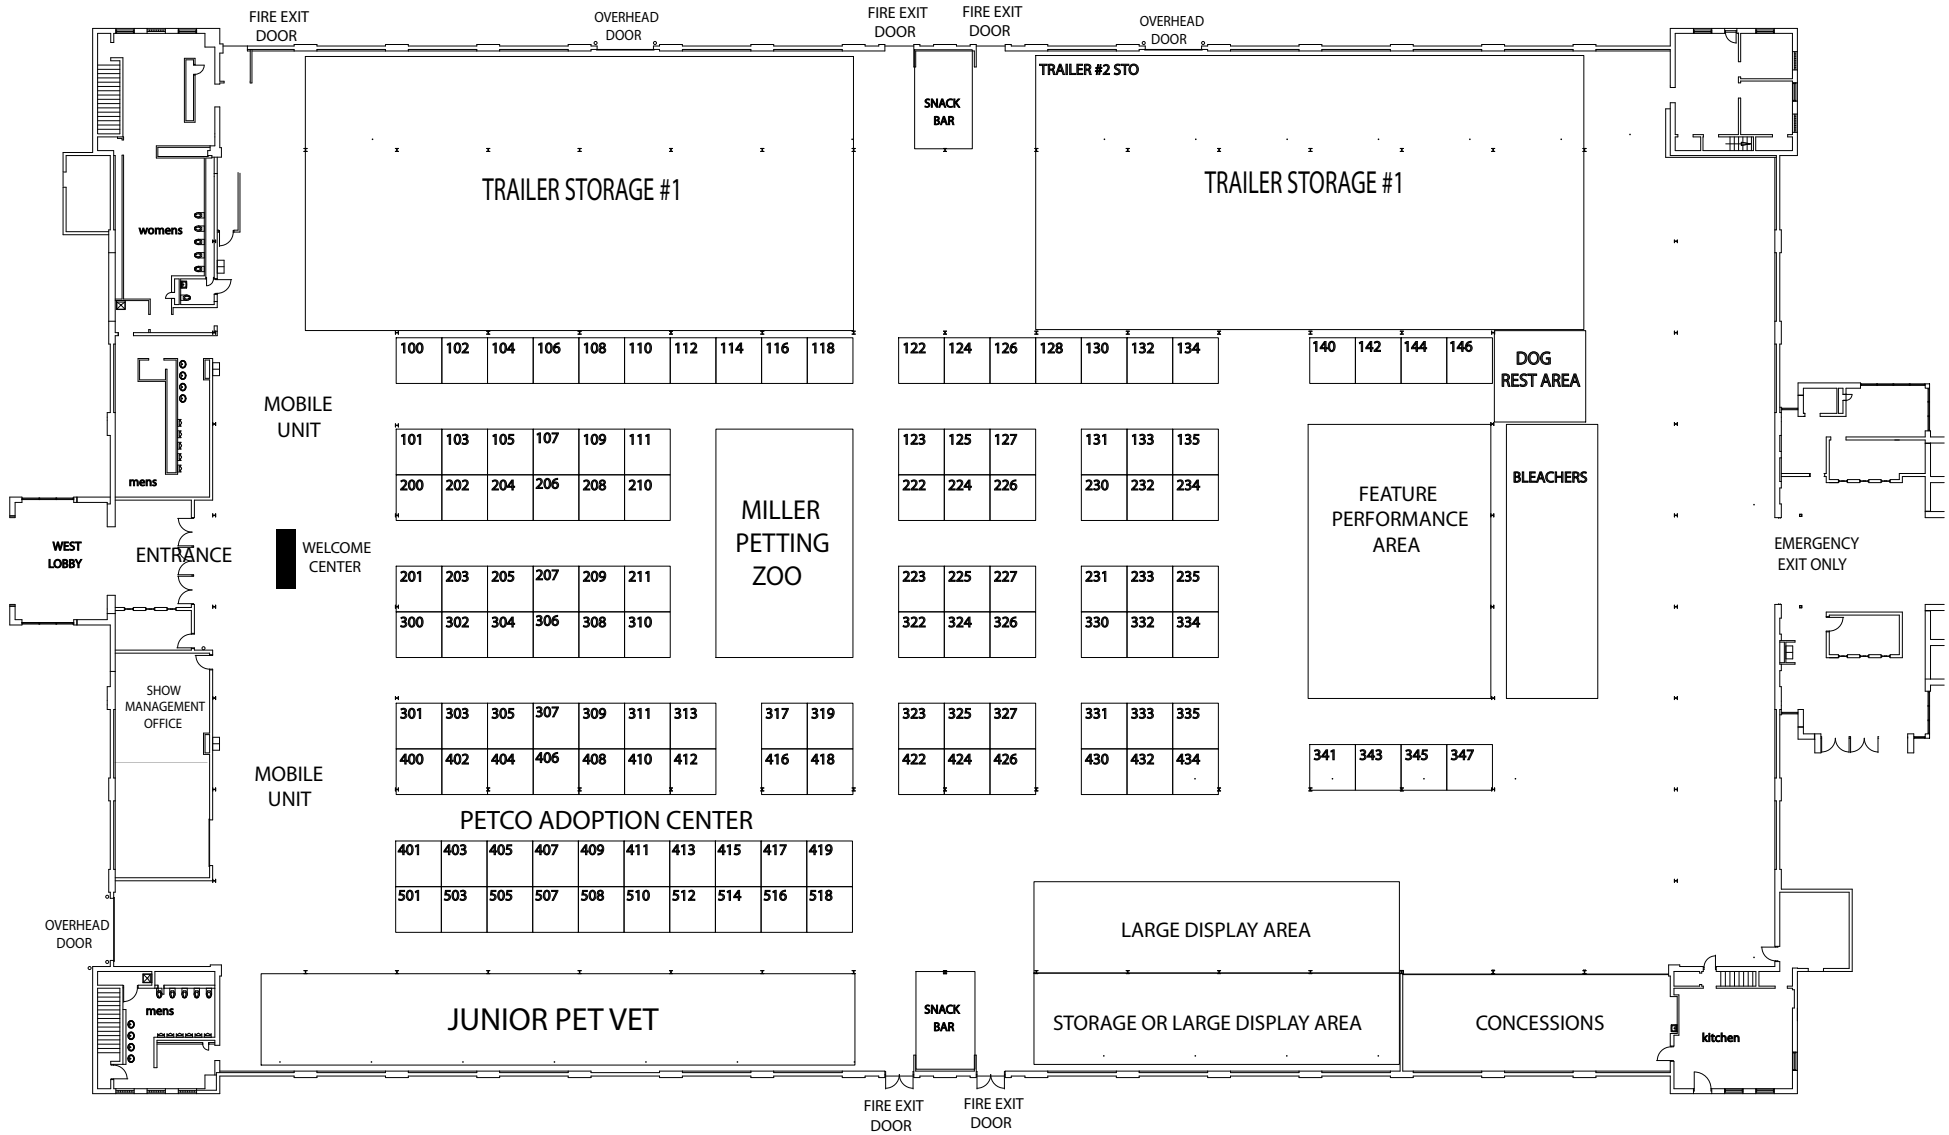 FIRE EXIT
DOOR
OVERHEAD
DOOR
FIRE EXIT
DOOR
FIRE EXIT
DOOR
OVERHEAD
DOOR
TRAILER #2 STO
SNACK
BAR
TRAILER STORAGE #1
TRAILER STORAGE #1
womens
100 102 104 106 108 110 112 114 116 118
122 124 126 128 130 132 134
140 142 144 146
DOG
REST AREA
MOBILE
UNIT
mens
101 103 105 107 109 111
200 202 204 206 208 210
MILLER
PETTING
ZOO
123 125 127
222 224 226
131 133 135
230 232 234
FEATURE
PERFORMANCE
AREA
BLEACHERS
WEST
LOBBY
ENTRANCE
WELCOME
CENTER
EMERGENCY
EXIT ONLY
201 203 205 207 209 211
300 302 304 306 308 310
223 225 227
322 324 326
231 233 235
330 332 334
SHOW
MANAGEMENT
OFFICE
301 303 305 307 309 311 313
400 402 404 406 408 410 412
317 319
416 418
323 325 327
422 424 426
331 333 335
430 432 434
341 343 345 347
MOBILE
UNIT
PETCO ADOPTION CENTER
401 403 405 407 409 411 413 415 417 419
501 503 505 507 508 510 512 514 516 518
OVERHEAD
DOOR
LARGE DISPLAY AREA
mens
JUNIOR PET VET
SNACK
BAR
STORAGE OR LARGE DISPLAY AREA
CONCESSIONS
kitchen
FIRE EXIT
DOOR
FIRE EXIT
DOOR